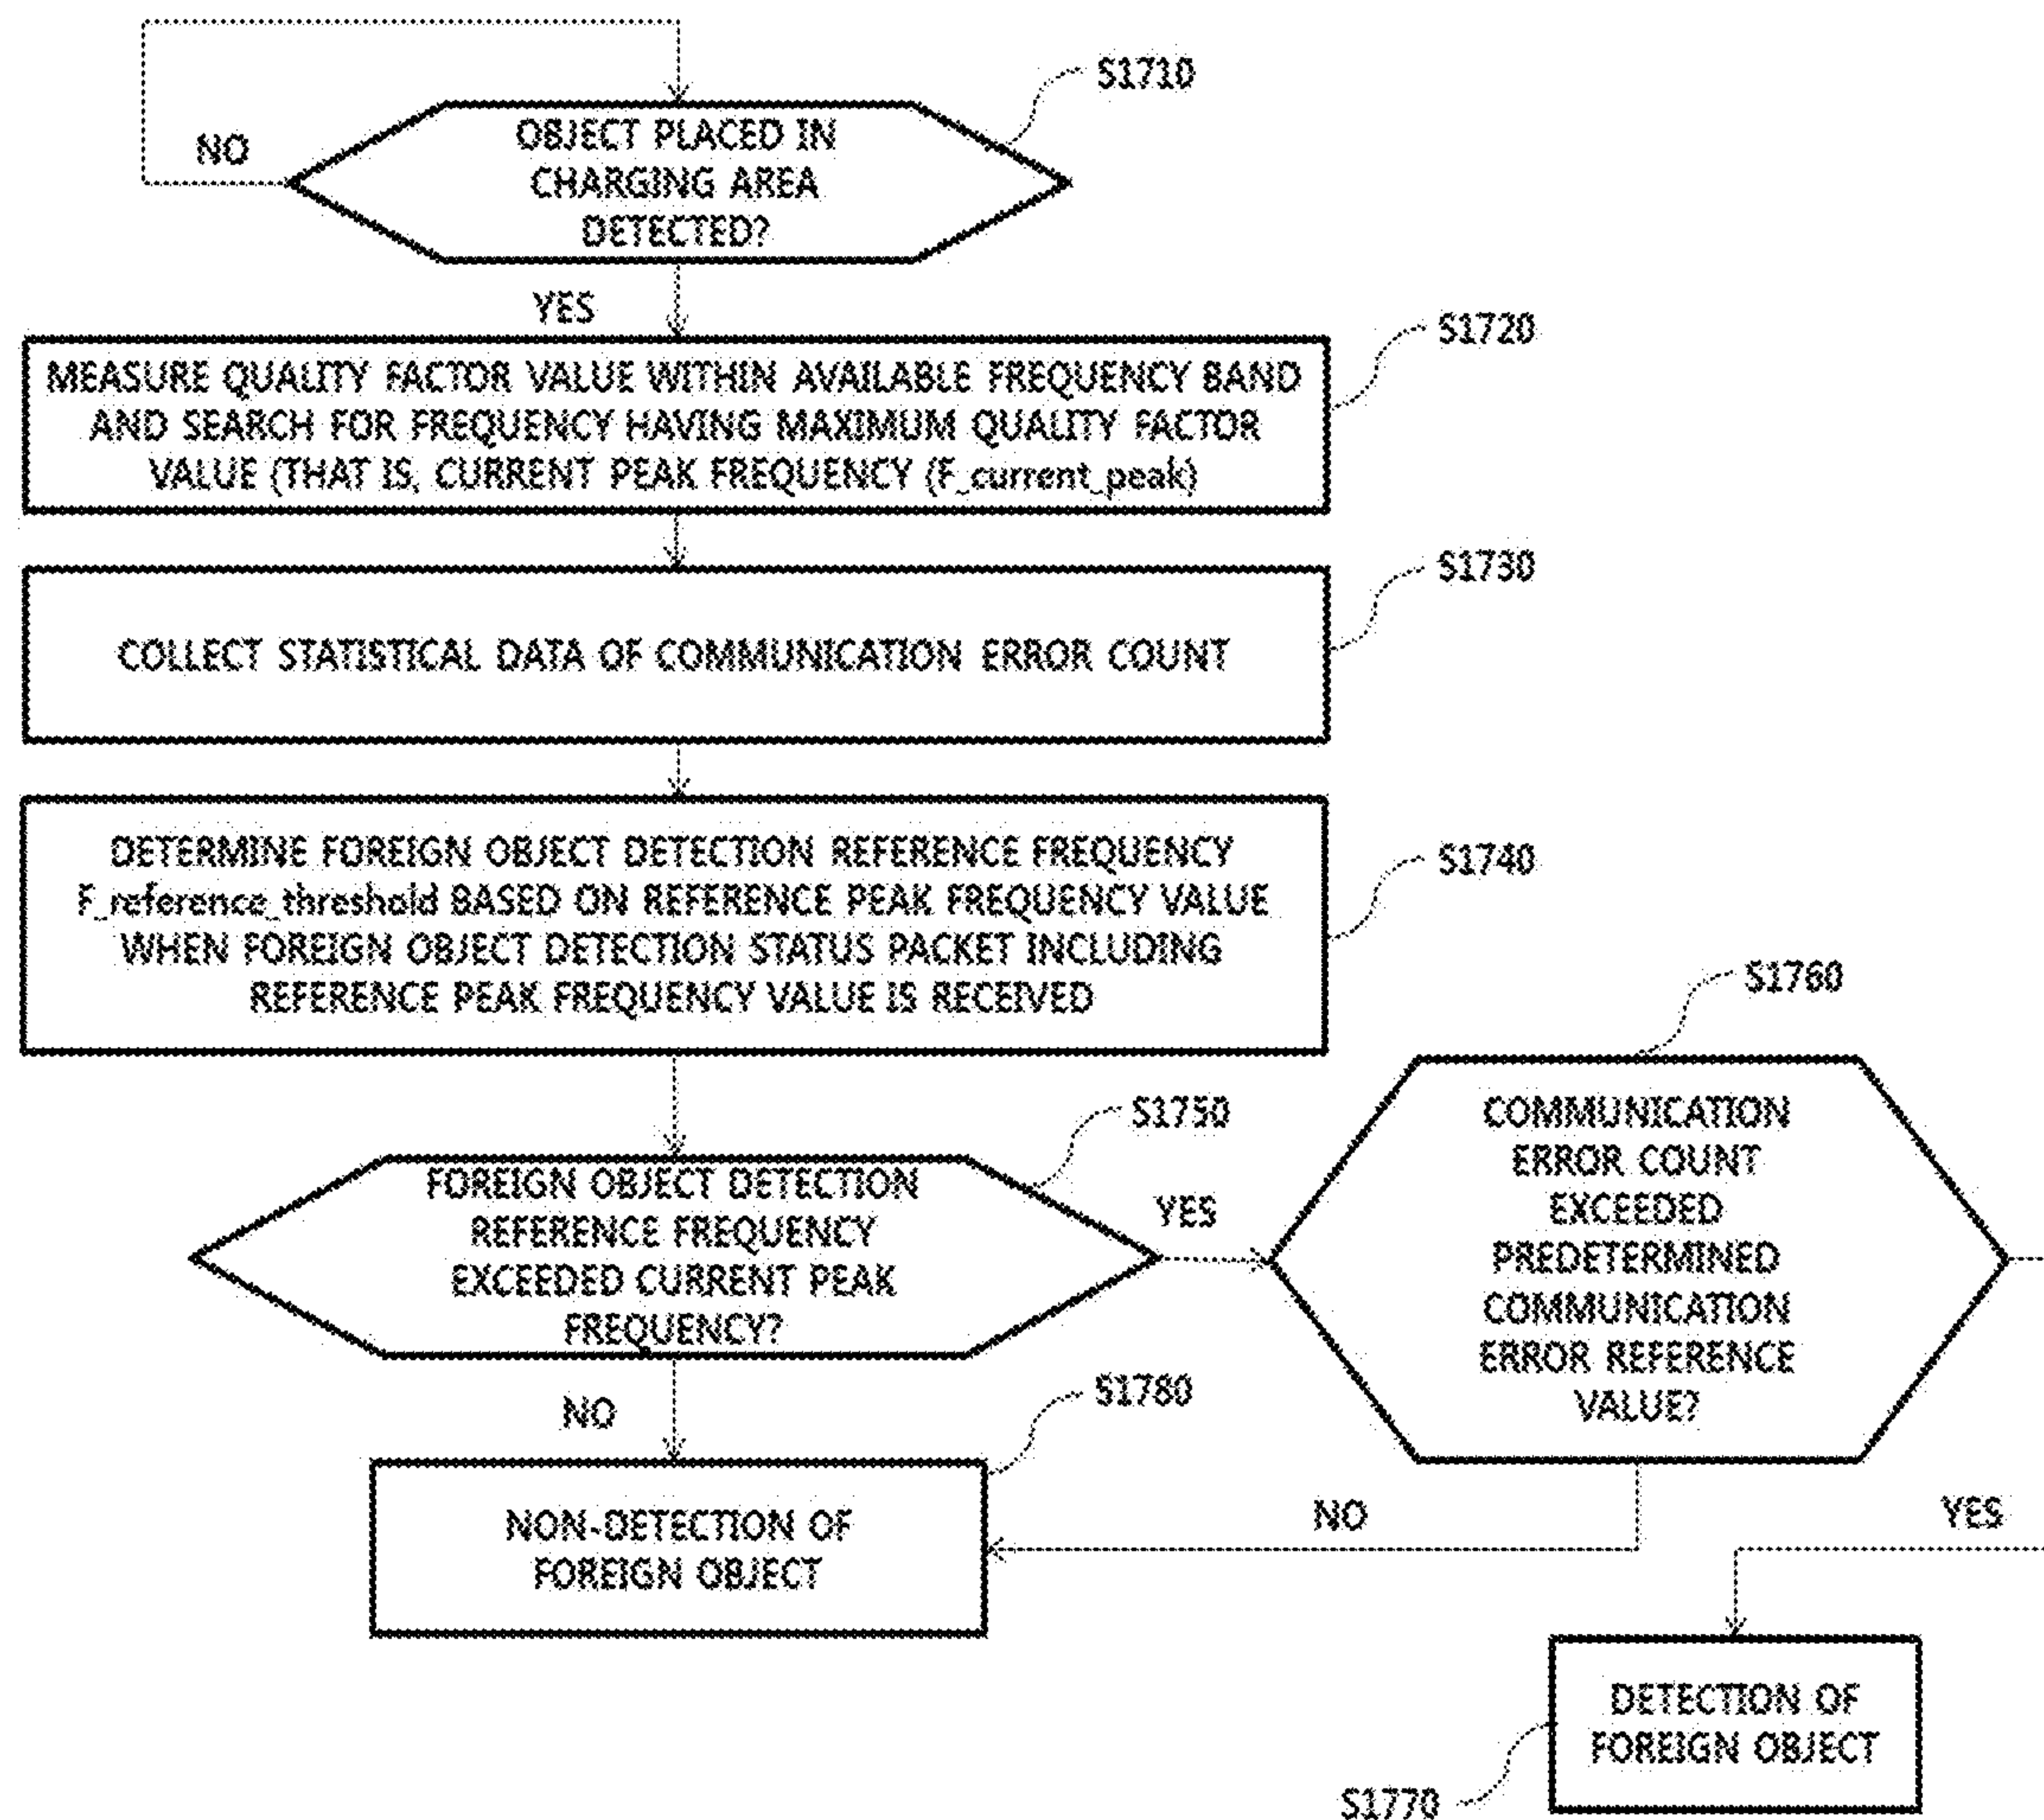 S1710
OBJECT PLACED IN
CHARGING AREA
DETECTED?
NO
YES
S1720
MEASURE QUALITY FACTOR VALUE WITHIN AVAILABLE FREQUENCY BAND
AND SEARCH FOR FREQUENCY HAVING MAXIMUM QUALITY FACTOR
VALUE (THAT IS, CURRENT PEAK FREQUENCY (F_current_peak)
S1730
COLLECT STATISTICAL DATA OF COMMUNICATION ERROR COUNT
S1740
DETERMINE FOREIGN OBJECT DETECTION REFERENCE FREQUENCY
F_reference_threshold BASED ON REFERENCE PEAK FREQUENCY VALUE
WHEN FOREIGN OBJECT DETECTION STATUS PACKET INCLUDING
REFERENCE PEAK FREQUENCY VALUE IS RECEIVED
S1750
FOREIGN OBJECT DETECTION
REFERENCE FREQUENCY
EXCEEDED CURRENT PEAK
FREQUENCY?
YES
S1760
COMMUNICATION
ERROR COUNT
EXCEEDED
PREDETERMINED
COMMUNICATION
ERROR REFERENCE
VALUE?
NO
S1780
NON-DETECTION OF
FOREIGN OBJECT
NO
YES
DETECTION OF
FOREIGN OBJECT
S1770